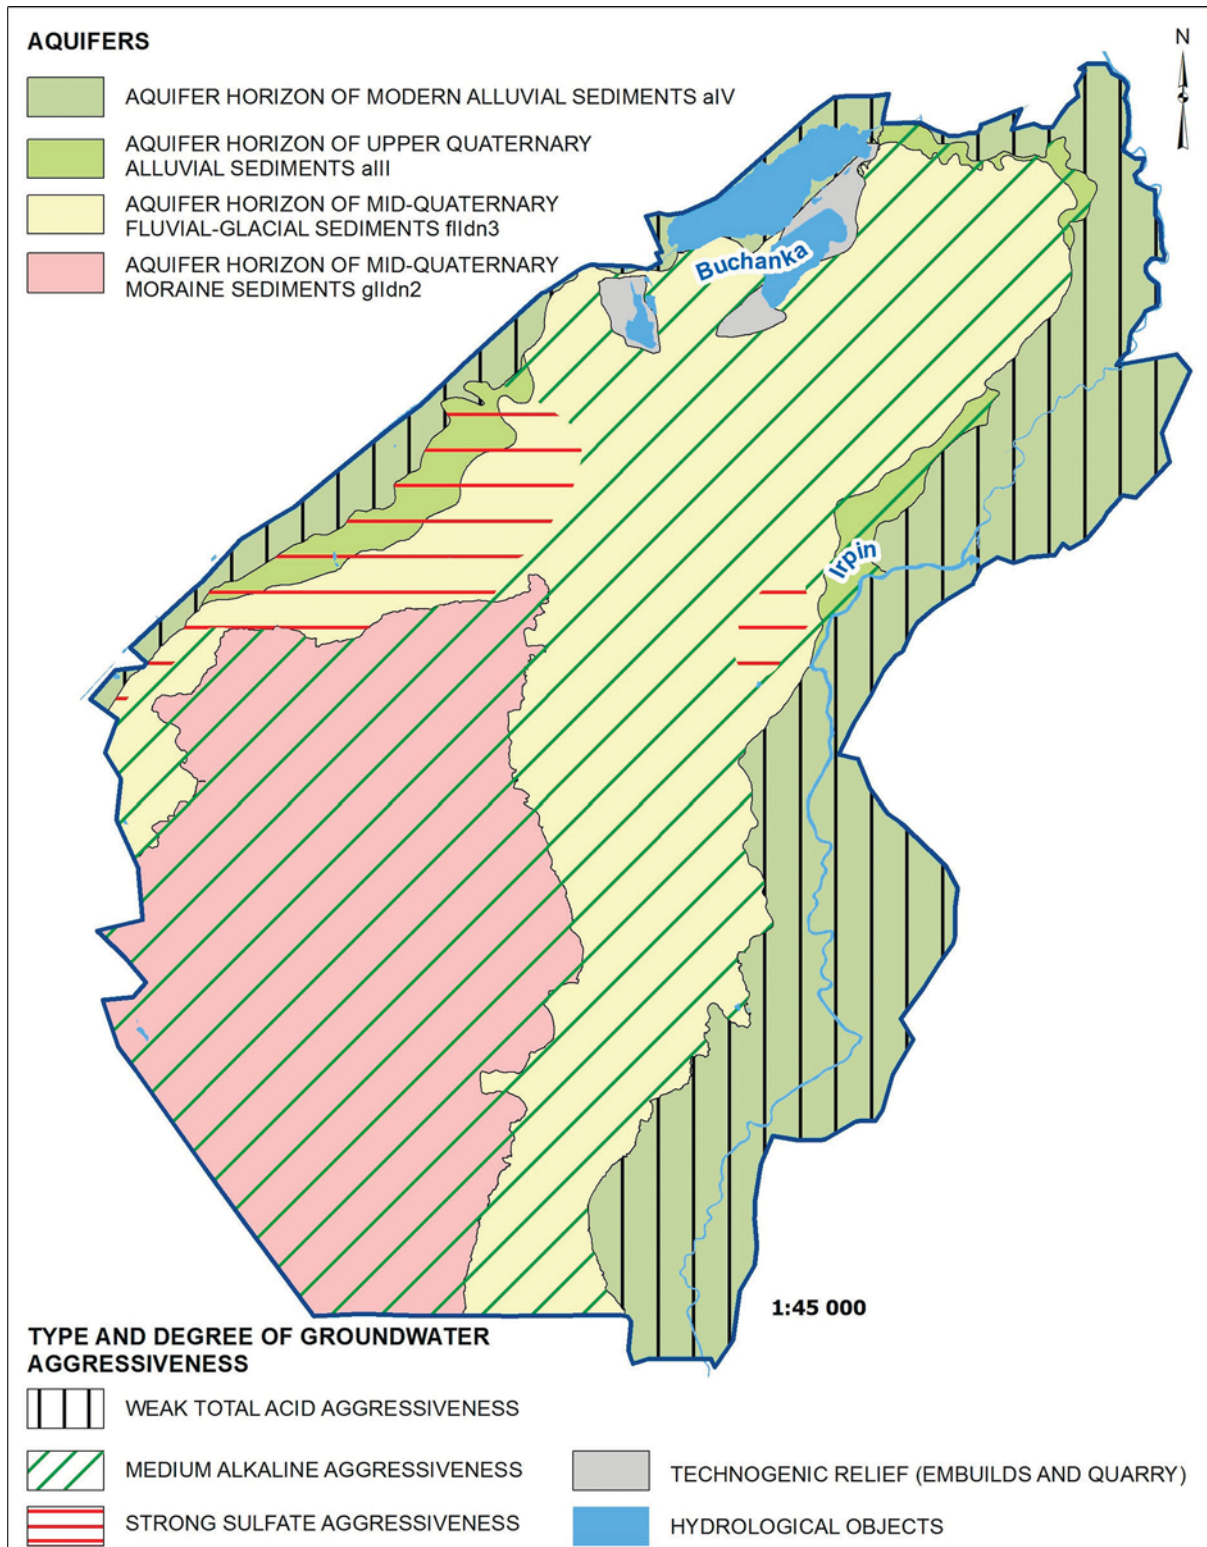 AQUIFERS
N
AQUIFER HORIZON OF MODERN ALLUVIAL SEDIMENTS aIV
AQUIFER HORIZON OF UPPER QUATERNARY
ALLUVIAL SEDIMENTS aIII
AQUIFER HORIZON OF MID-QUATERNARY
FLUVIAL-GLACIAL SEDIMENTS fIIdn3
AQUIFER HORIZON OF MID-QUATERNARY
MORAINE SEDIMENTS gIIdn2
Buchanka
Irpin
1:45 000
TYPE AND DEGREE OF GROUNDWATER
AGGRESSIVENESS
WEAK TOTAL ACID AGGRESSIVENESS
MEDIUM ALKALINE AGGRESSIVENESS
STRONG SULFATE AGGRESSIVENESS
TECHNOGENIC RELIEF (EMBUILDS AND QUARRY)
HYDROLOGICAL OBJECTS